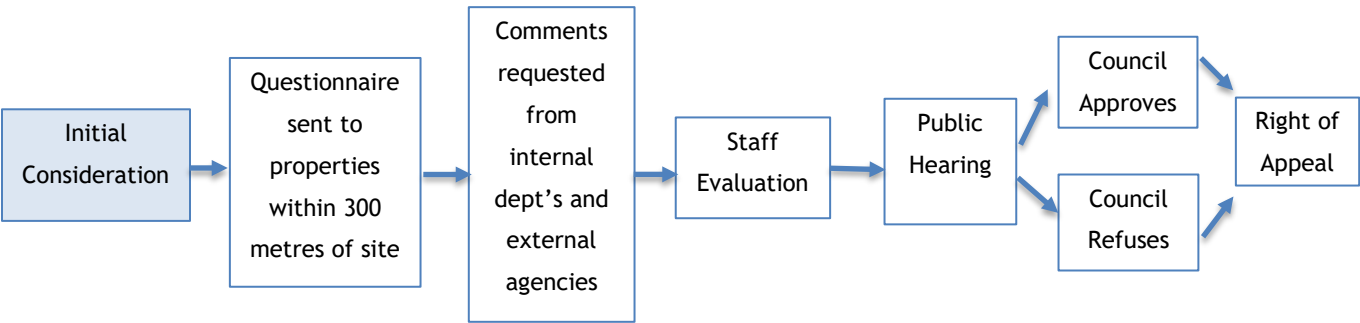 Initial
Consideration
Questionnaire
sent to
properties
within 300
metres of site
Comments
requested
from
internal
dept’s and
external
agencies
Staff
Evaluation
Public
Hearing
Council
Approves
Council
Refuses
Right of
Appeal